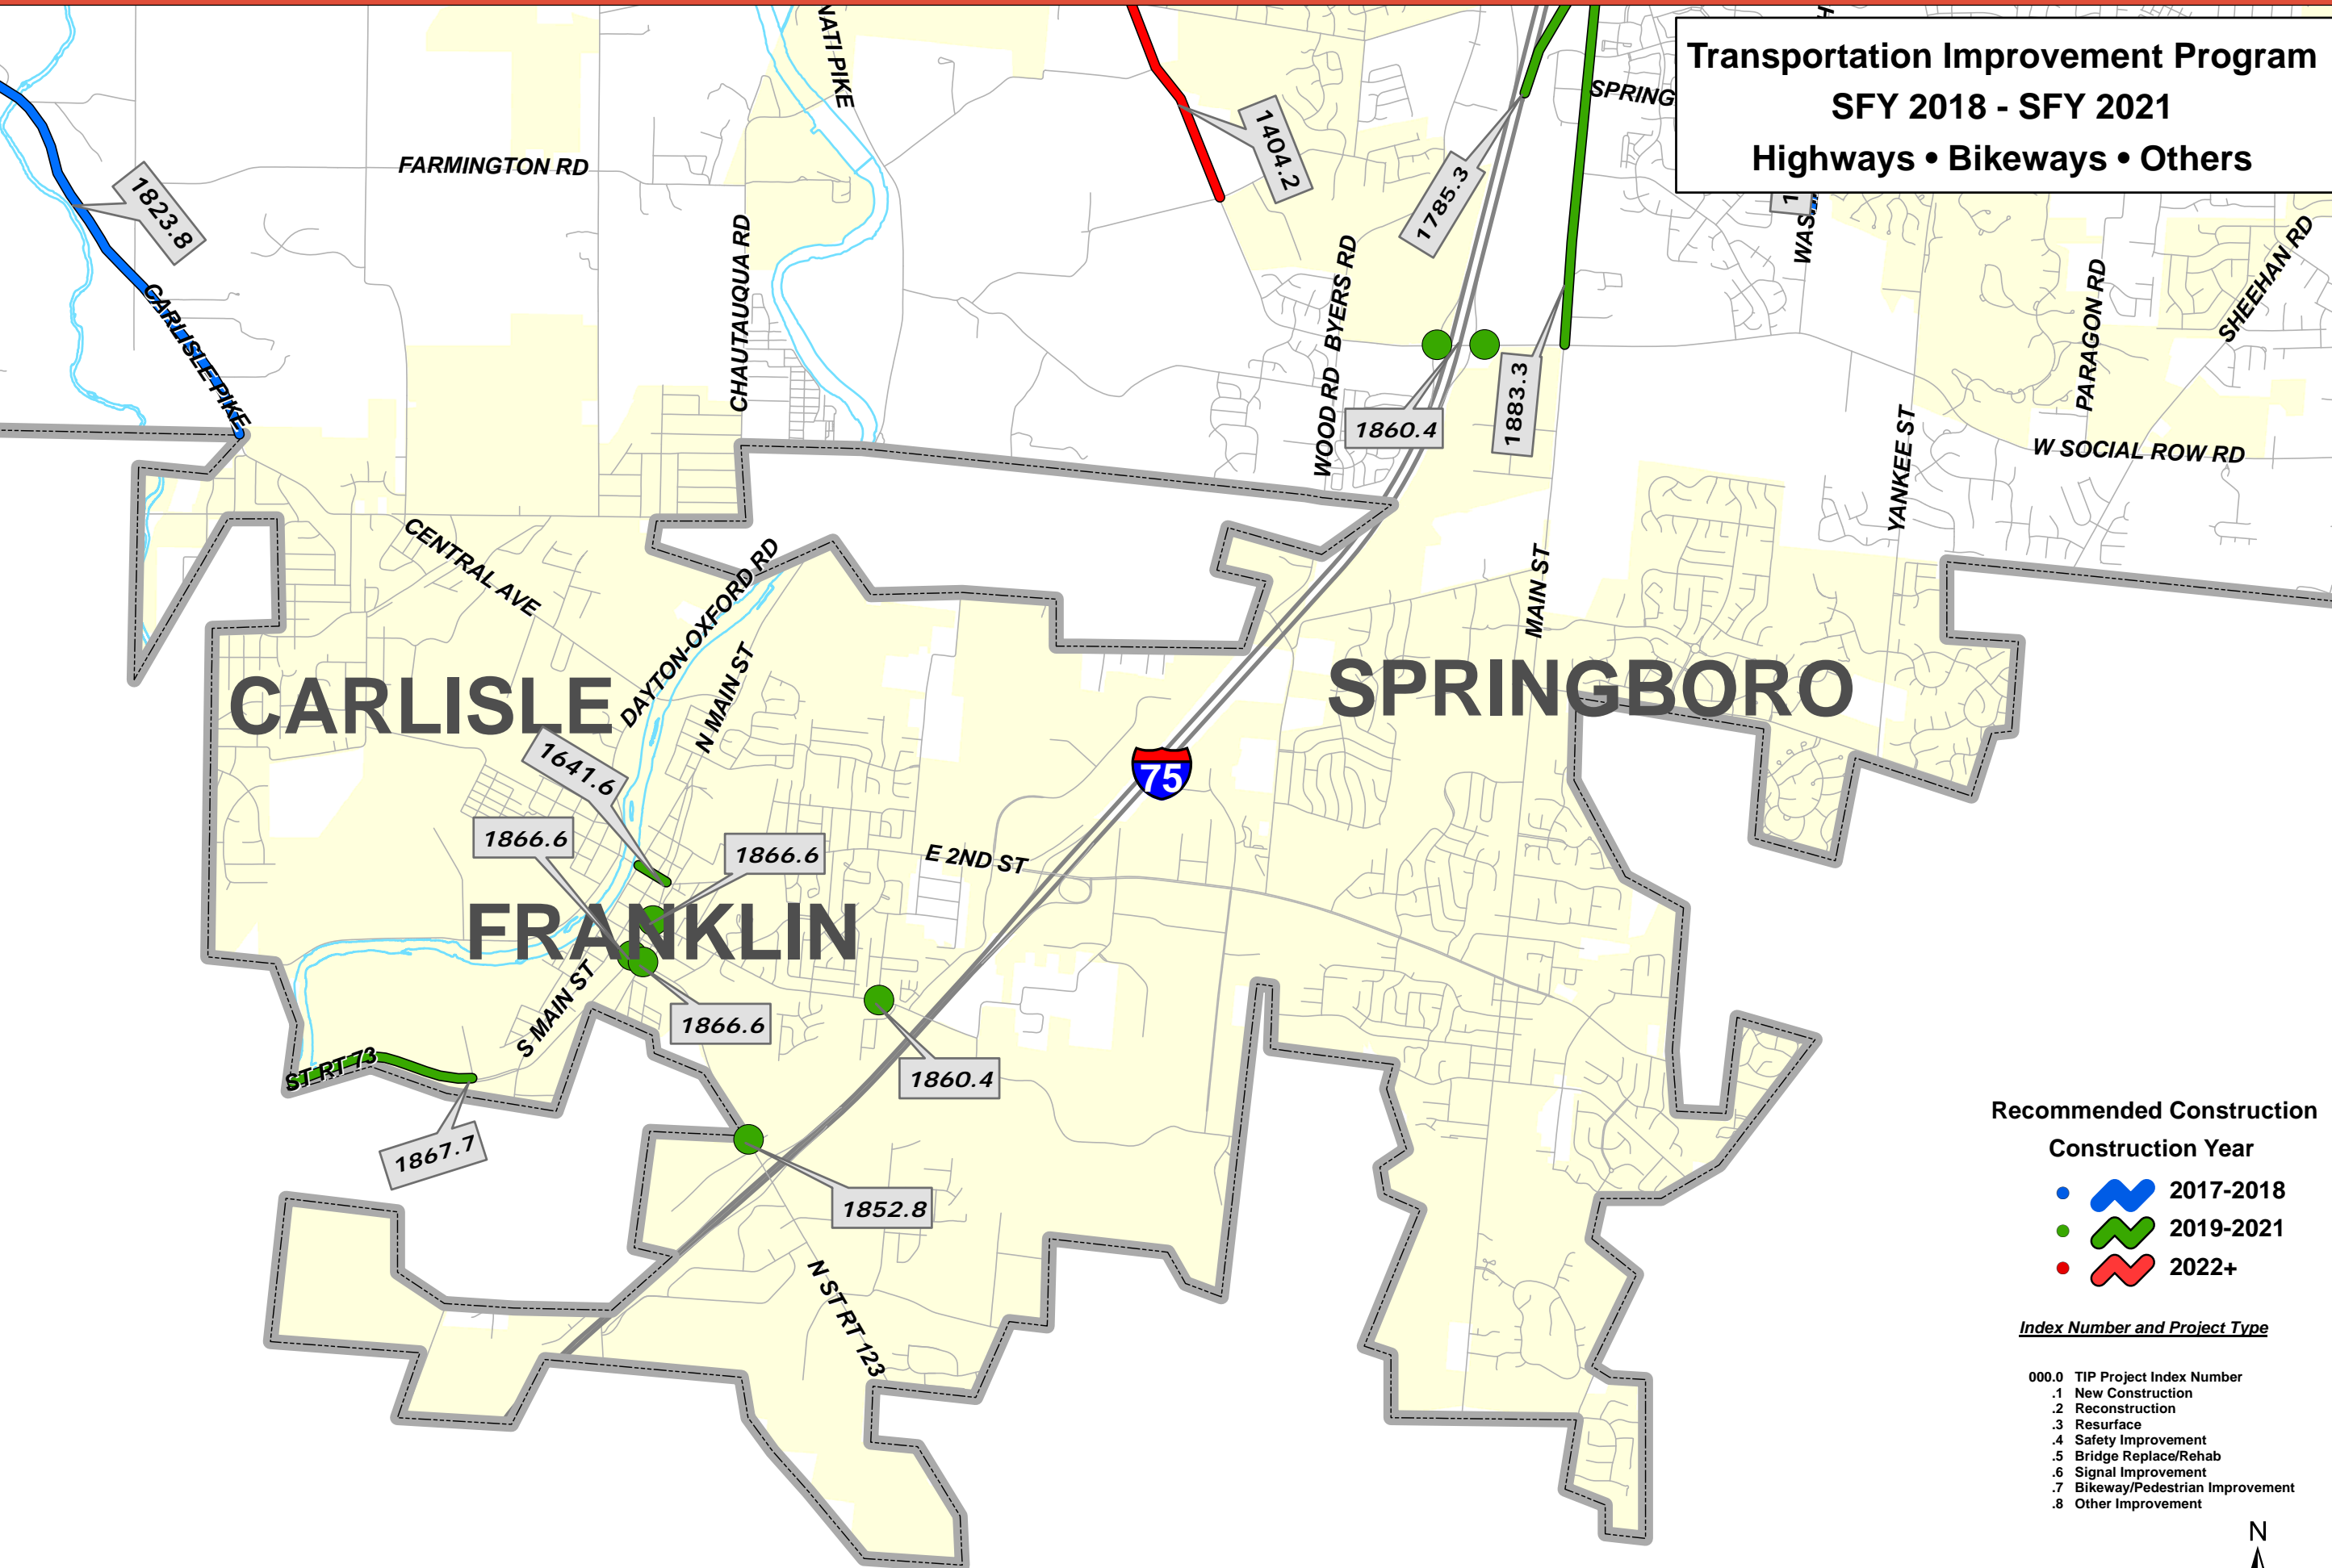 Transportation Improvement Program
SFY 2018 - SFY 2021
Highways • Bikeways • Others
NATI PIKE
SPRING
1404.2
1785.3
FARMINGTON RD
1823.8
CARLISLE PIKE
CHAUTAUQUA RD
WOOD RD
BYERS RD
1860.4
1883.3
PARAGON RD
SHEEHAN RD
W SOCIAL ROW RD
YANKEE ST
MAIN ST
CENTRAL AVE
DAYTON-OXFORD RD
N MAIN ST
CARLISLE
SPRINGBORO
75
1641.6
1866.6
1866.6
E 2ND ST
FRANKLIN
1866.6
S MAIN ST
ST RT 73
1860.4
1867.7
1852.8
N ST RT 123
Recommended Construction
Construction Year
2017-2018
2019-2021
2022+
Index Number and Project Type
000.0 TIP Project Index Number
.1 New Construction
.2 Reconstruction
.3 Resurface
.4 Safety Improvement
.5 Bridge Replace/Rehab
.6 Signal Improvement
.7 Bikeway/Pedestrian Improvement
.8 Other Improvement
N